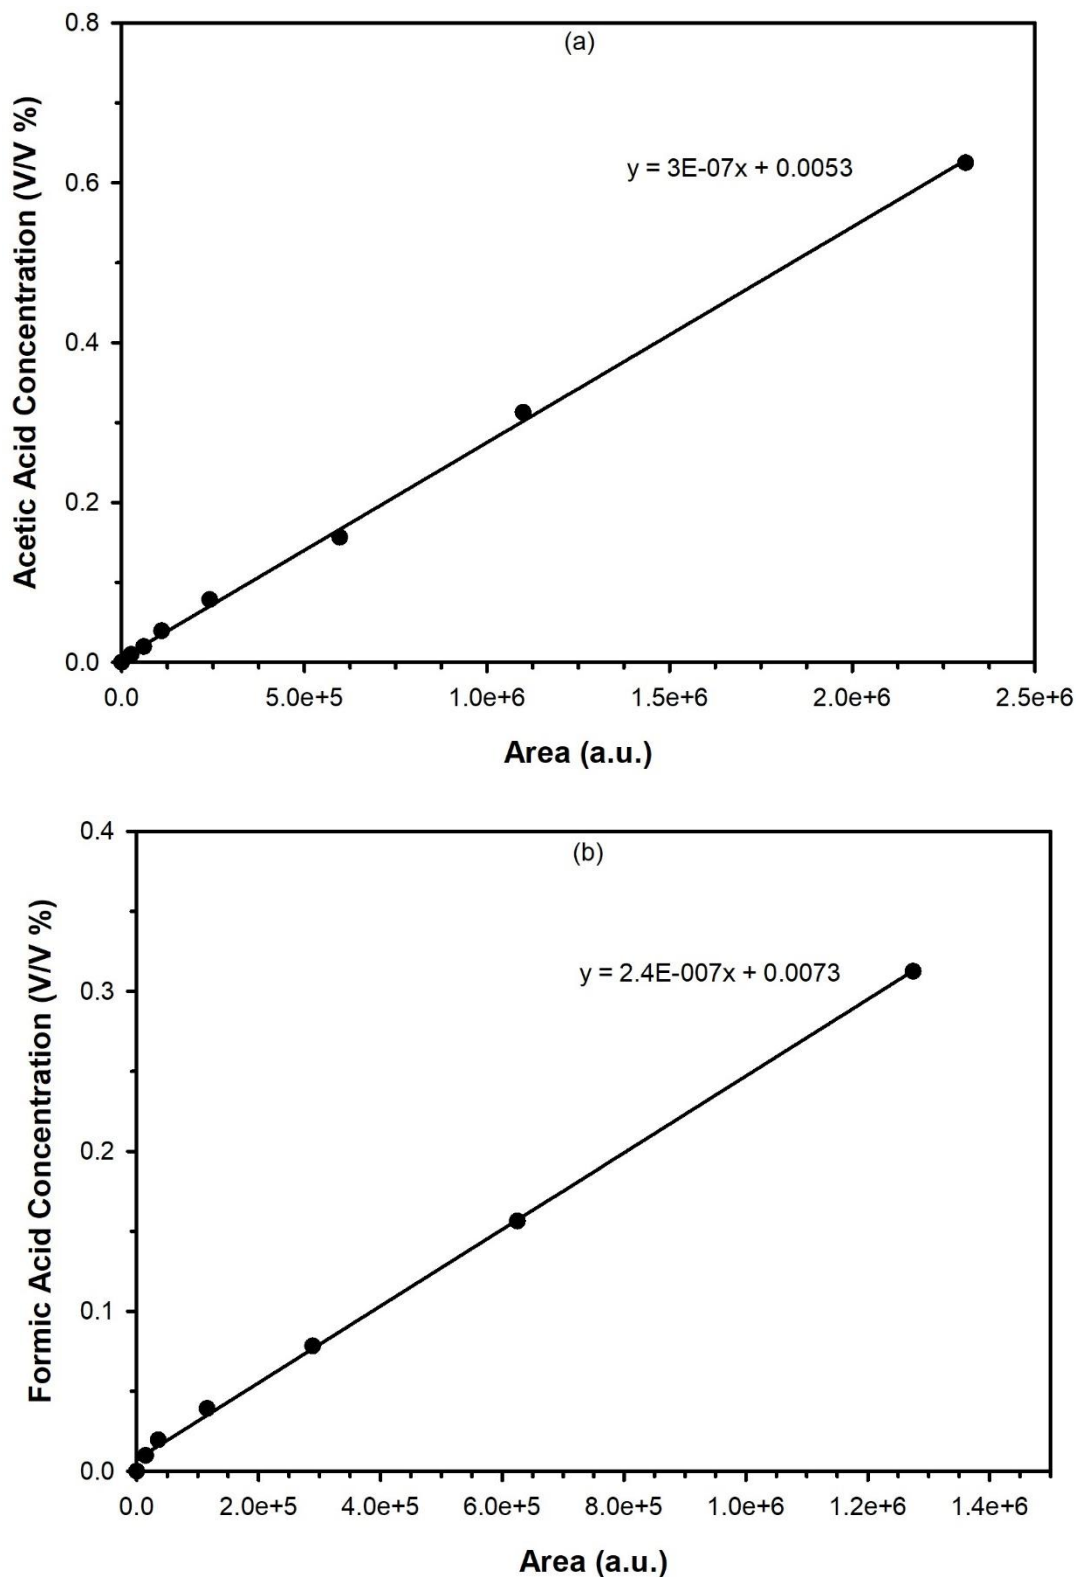 (a)
0.8
0.6
0.4
0.2
0.0
Acetic Acid Concentration (V/V %)
y = 3E-07x + 0.0053
0.0 5.0e+5 1.0e+6 1.5e+6 2.0e+6 2.5e+6
Area (a.u.)
(b)
0.4
0.3
0.2
0.1
0.0
Formic Acid Concentration (V/V %)
y = 2.4E-007x + 0.0073
0.0 2.0e+5 4.0e+5 6.0e+5 8.0e+5 1.0e+6 1.2e+6 1.4e+6
Area (a.u.)